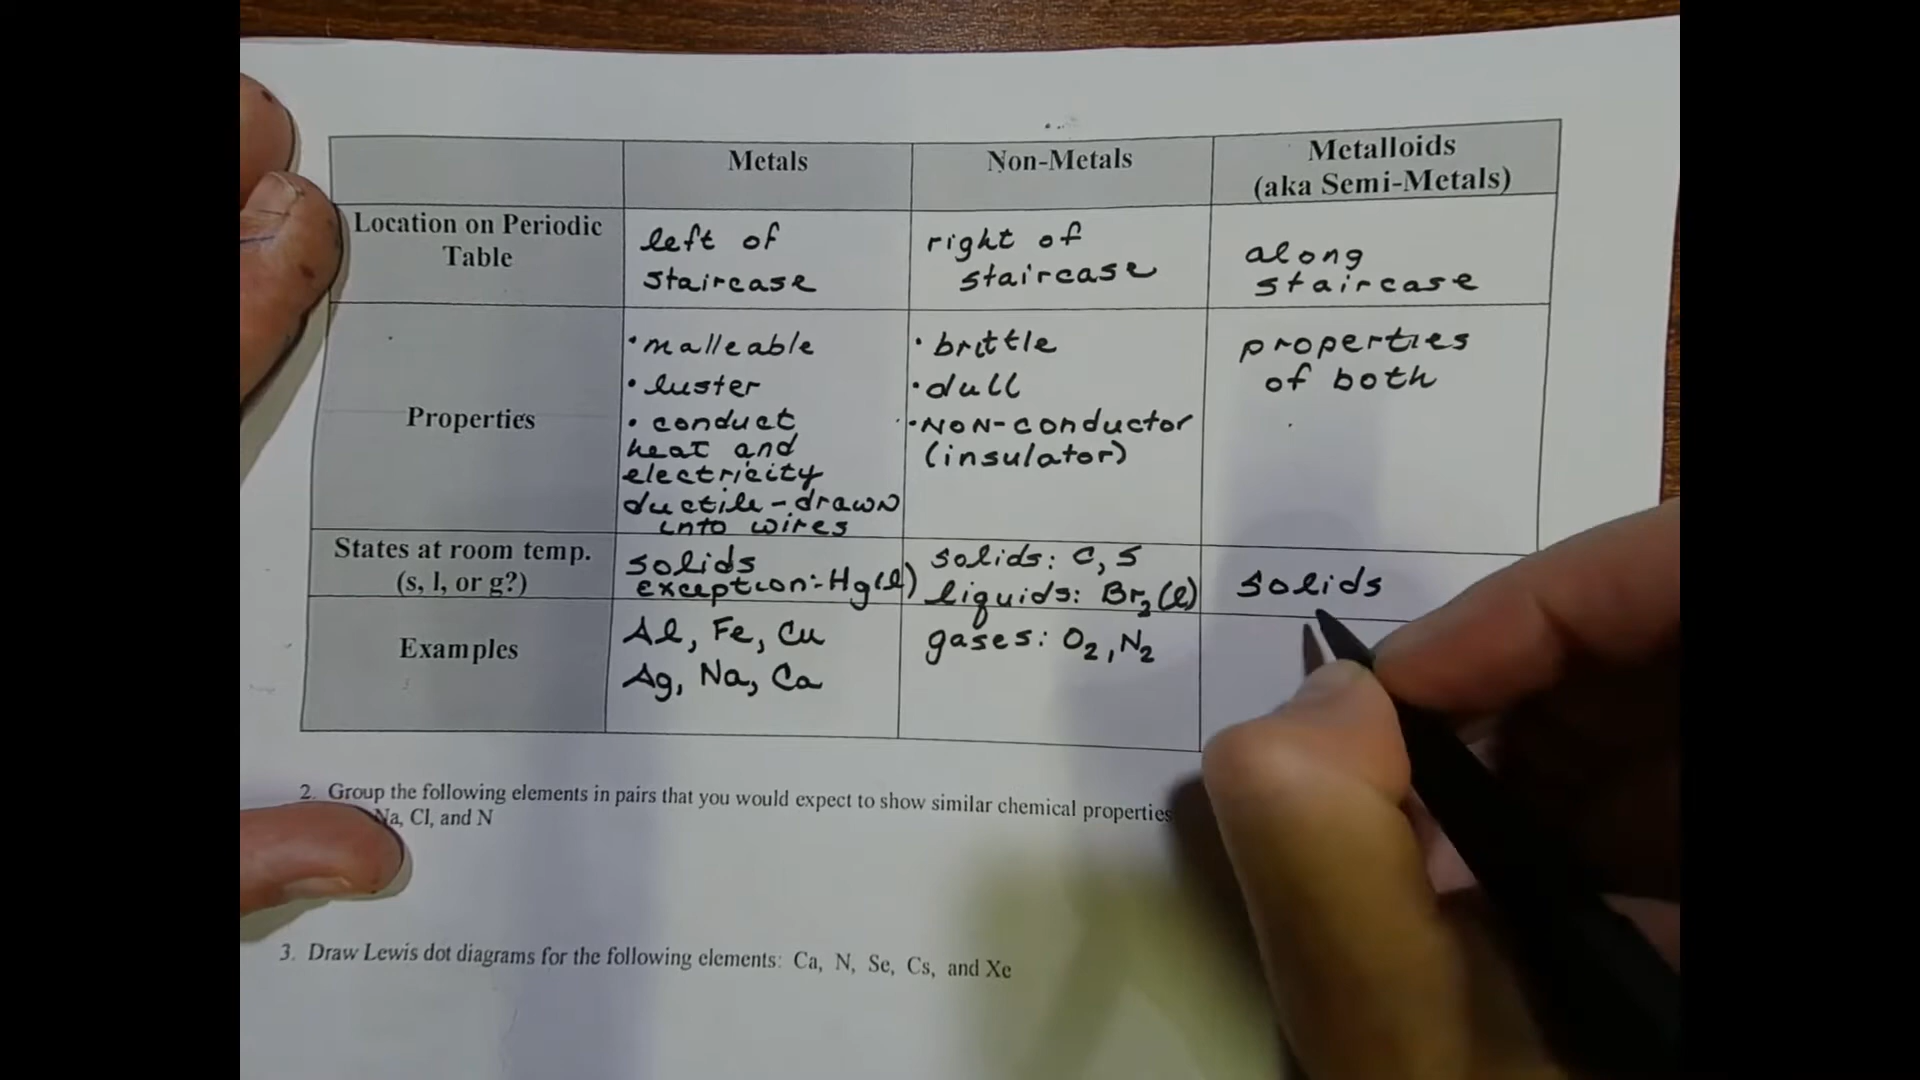 Metals
Non-Metals
Metalloids
(aka Semi-Metals)
Location on Periodic
Table
left of
staircase
right of
staircase
along
staircase
Properties
• malleable
• luster
• conduct
heat and
electricity
ductile - drawn
into wires
• brittle
• dull
• Non-conductor
(insulator)
properties
of both
States at room temp.
(s, l, or g?)
solids
exception:- Hg(l)
solids: C, S
liquids: Br₂(l)
solids
Examples
Al, Fe, Cu
Ag, Na, Ca
gases: O₂, N₂
2. Group the following elements in pairs that you would expect to show similar chemical properties
Na, Cl, and N
3. Draw Lewis dot diagrams for the following elements: Ca, N, Se, Cs, and Xe